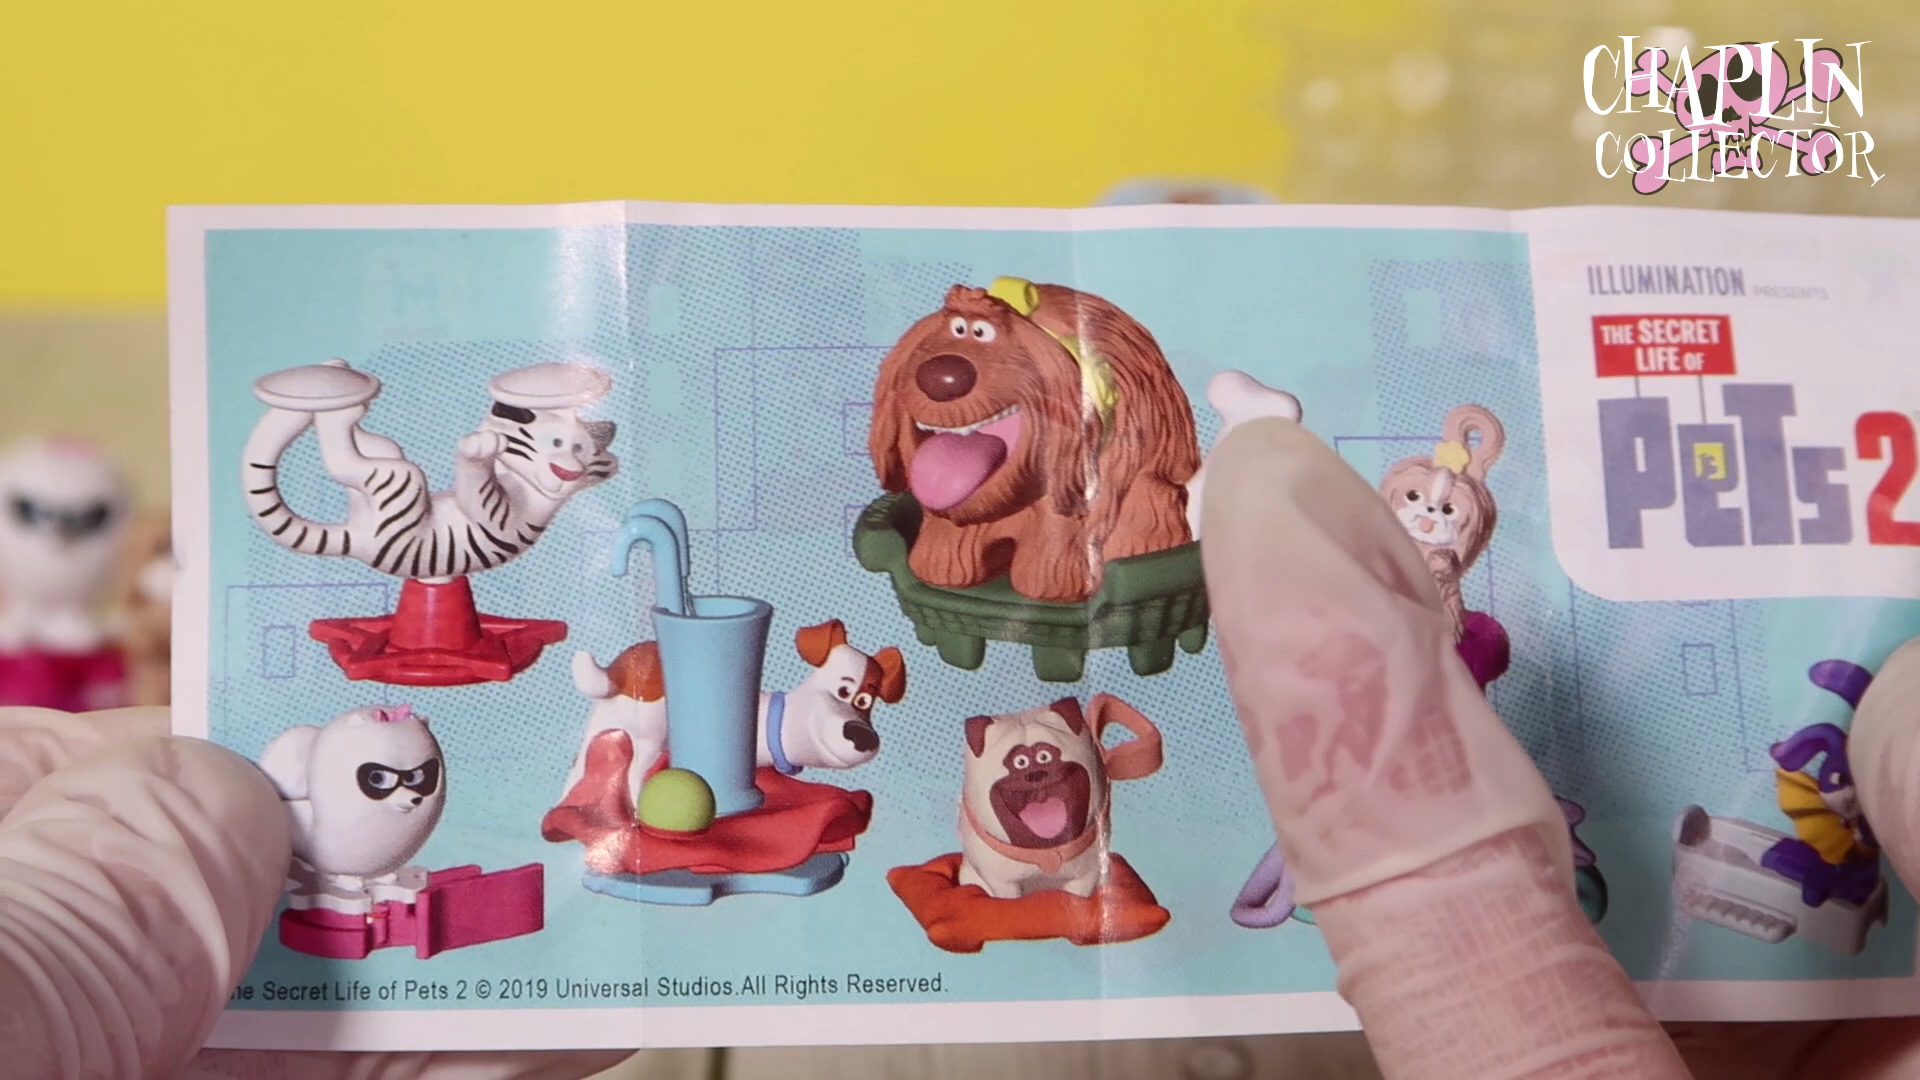 CHAPLIN
COLLECTOR
ILLUMINATION
PRESENTS
THE SECRET
LIFE OF
PETS 2
he Secret Life of Pets 2 © 2019 Universal Studios.All Rights Reserved.